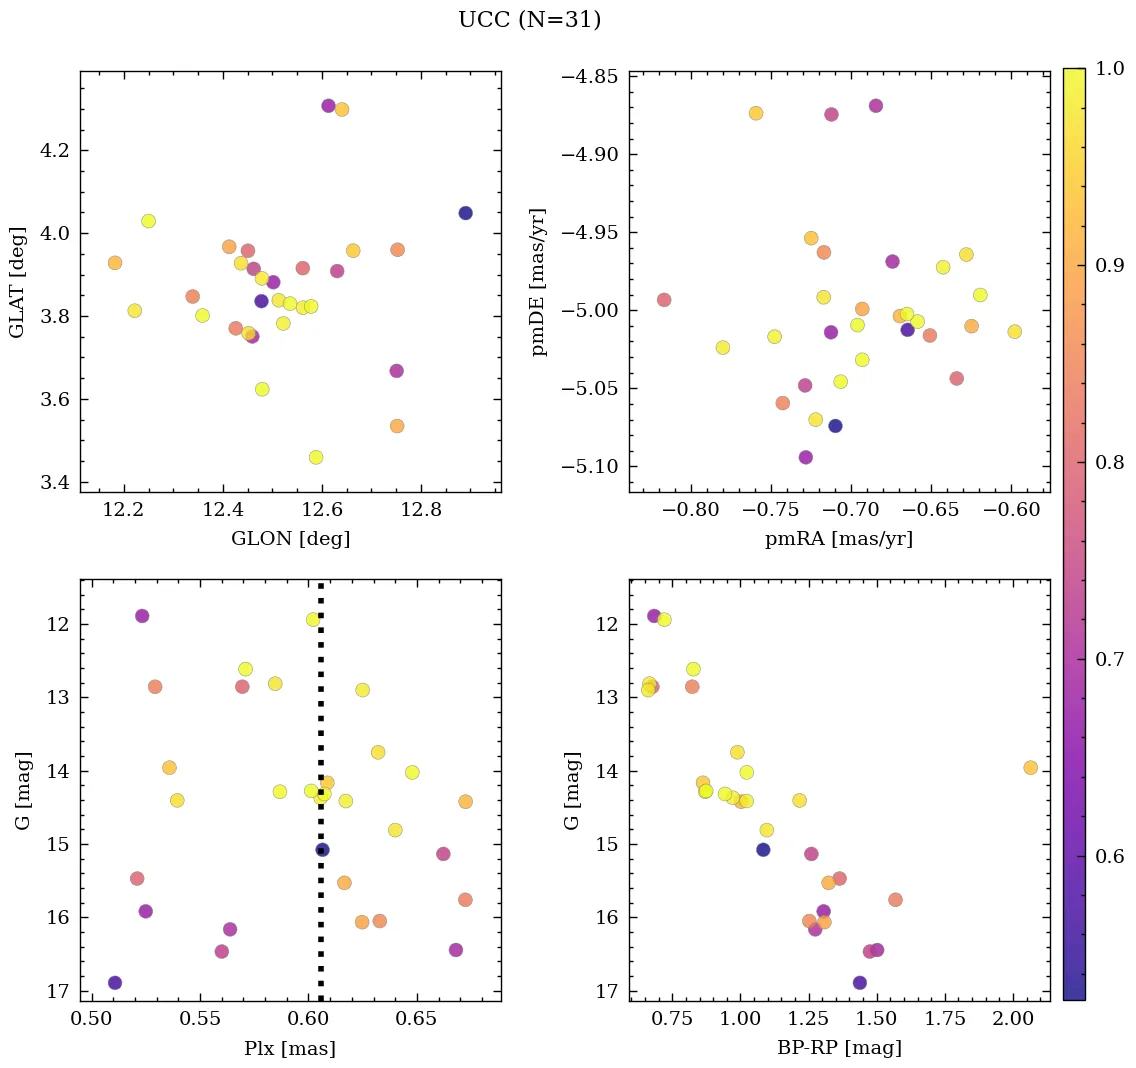 UCC (N=31)
4.2
4.0
3.8
3.6
3.4
GLAT [deg]
12.2 12.4 12.6 12.8
GLON [deg]
−4.85
−4.90
−4.95
−5.00
−5.05
−5.10
pmDE [mas/yr]
−0.80 −0.75 −0.70 −0.65 −0.60
pmRA [mas/yr]
1.0
0.9
0.8
0.7
0.6
12
13
14
15
16
17
G [mag]
0.50 0.55 0.60 0.65
Plx [mas]
12
13
14
15
16
17
G [mag]
0.75 1.00 1.25 1.50 1.75 2.00
BP-RP [mag]